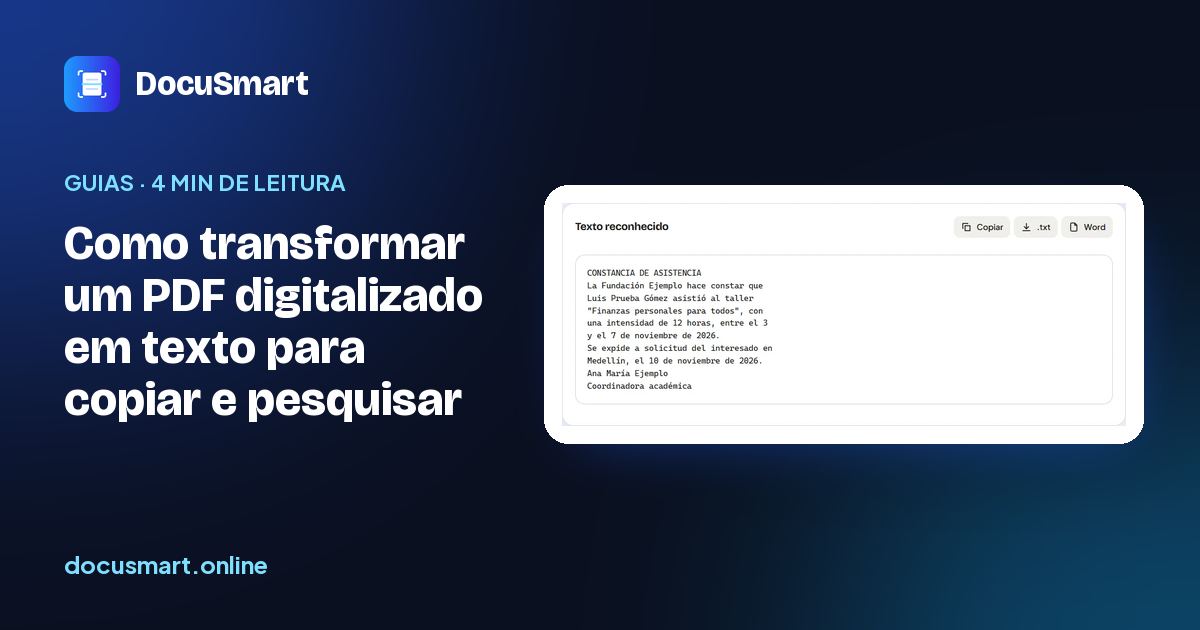 DocuSmart
GUIAS · 4 MIN DE LEITURA
Como transformar
um PDF digitalizado
em texto para
copiar e pesquisar
docusmart.online
Texto reconhecido
Copiar
.txt
Word
CONSTANCIA DE ASISTENCIA
La Fundación Ejemplo hace constar que
Luis Prueba Gómez asistió al taller
"Finanzas personales para todos", con
una intensidad de 12 horas, entre el 3
y el 7 de noviembre de 2026.
Se expide a solicitud del interesado en
Medellín, el 10 de noviembre de 2026.
Ana María Ejemplo
Coordinadora académica